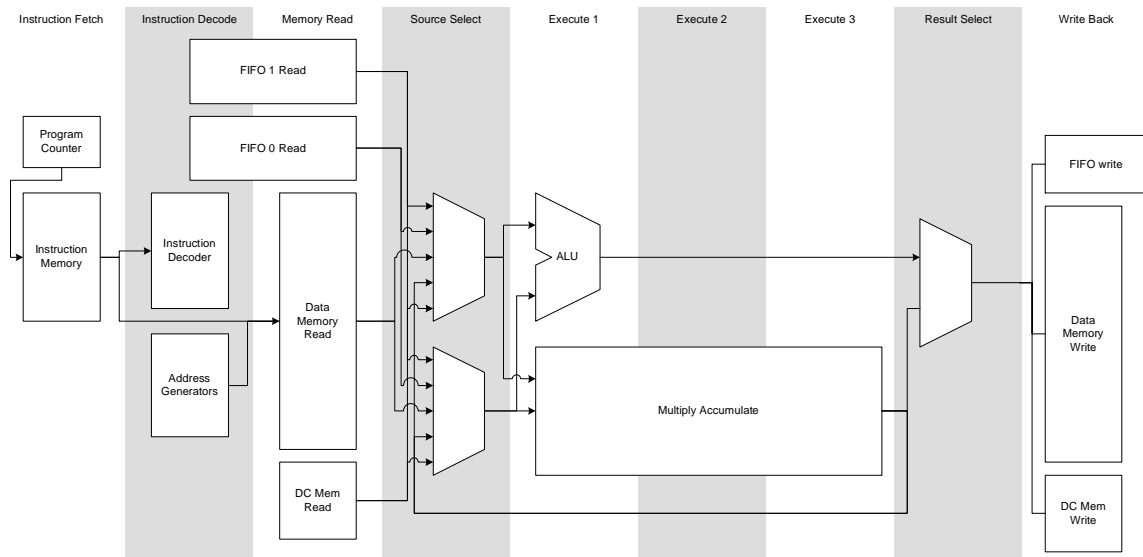 Instruction Fetch
Instruction Decode
Memory Read
Source Select
Execute 1
Execute 2
Execute 3
Result Select
Write Back
FIFO 1 Read
Program
Counter
FIFO 0 Read
FIFO write
Instruction
Memory
Instruction
Decoder
ALU
Data
Memory
Read
Data
Memory
Write
Address
Generators
Multiply Accumulate
DC Mem
Read
DC Mem
Write